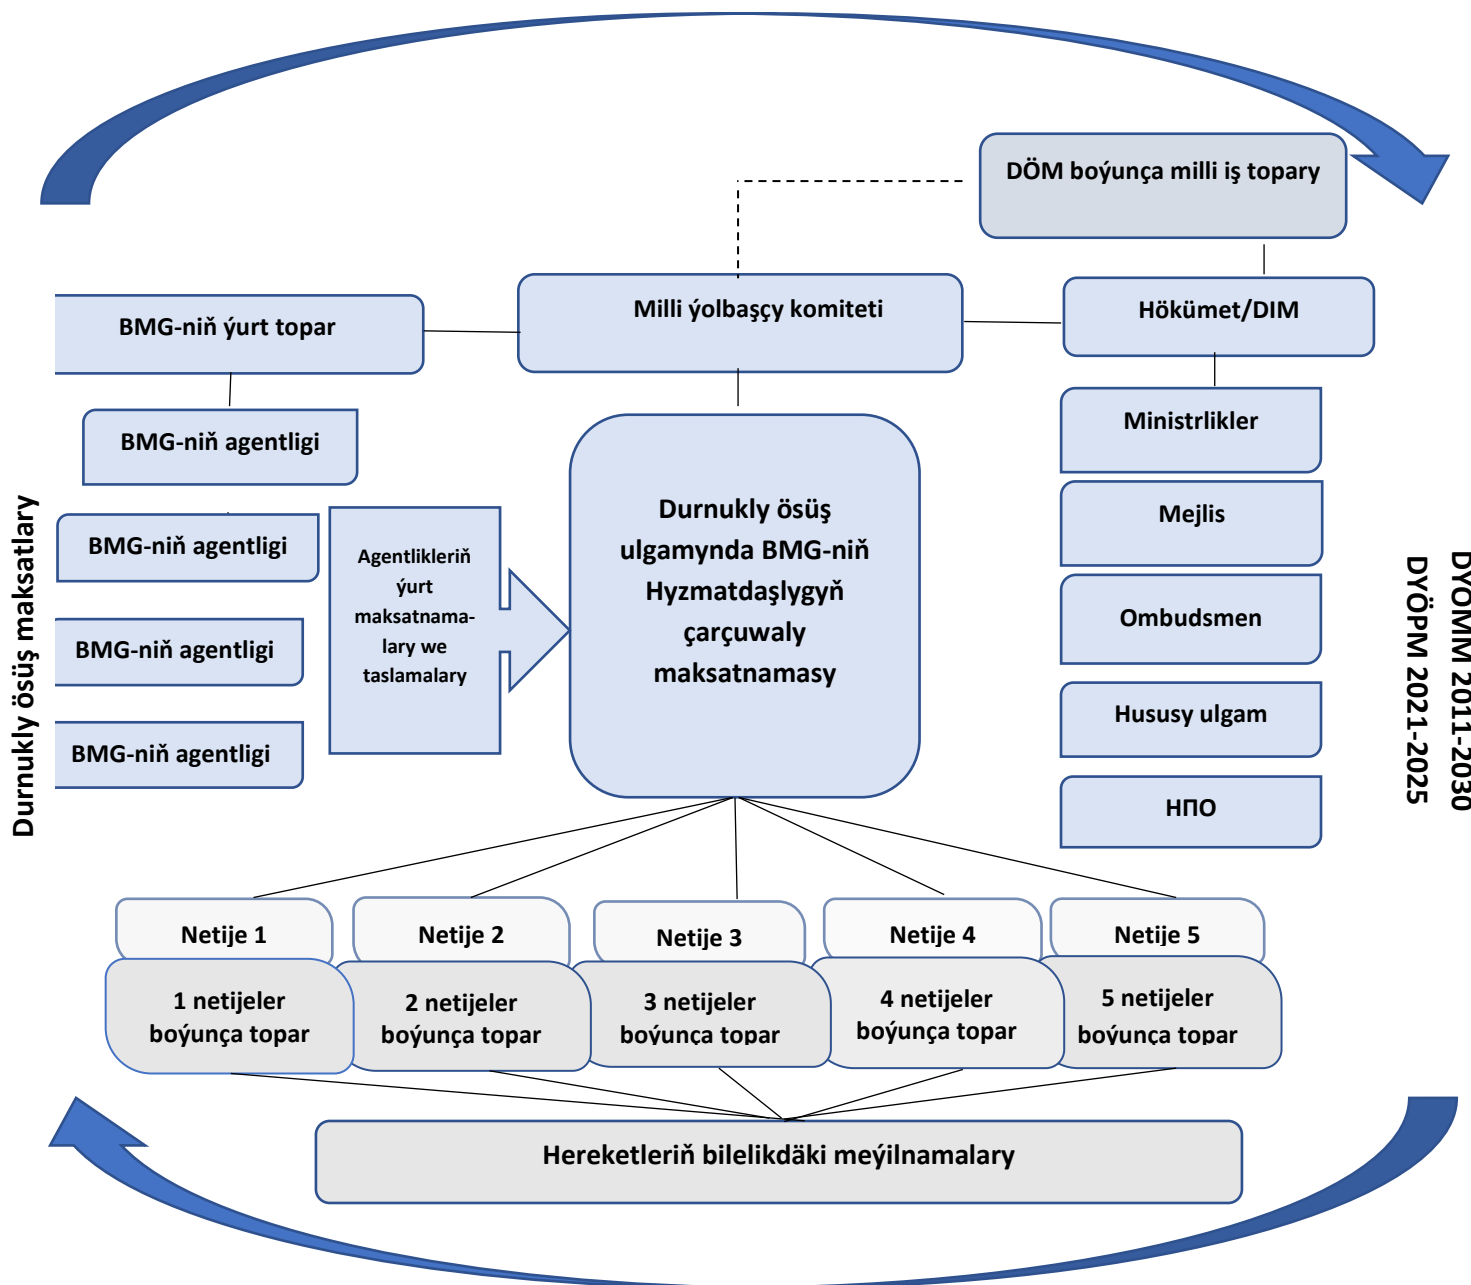 DÖM boýunça milli iş topary
BMG-niň ýurt topar
Milli ýolbaşçy komiteti
Hökümet/DIM
BMG-niň agentligi
BMG-niň agentligi
BMG-niň agentligi
BMG-niň agentligi
Durnukly ösüş maksatlary
Agentlikleriň
ýurt
maksatnama-
lary we
taslamalary
Durnukly ösüş
ulgamynda BMG-niň
Hyzmatdaşlygyň
çarçuwaly
maksatnamasy
Ministrlikler
Mejlis
Ombudsmen
Hususy ulgam
НПО
DYÖMM 2011-2030
DYÖPM 2021-2025
Netije 1
Netije 2
Netije 3
Netije 4
Netije 5
1 netijeler
boýunça topar
2 netijeler
boýunça topar
3 netijeler
boýunça topar
4 netijeler
boýunça topar
5 netijeler
boýunça topar
Hereketleriň bilelikdäki meýilnamalary